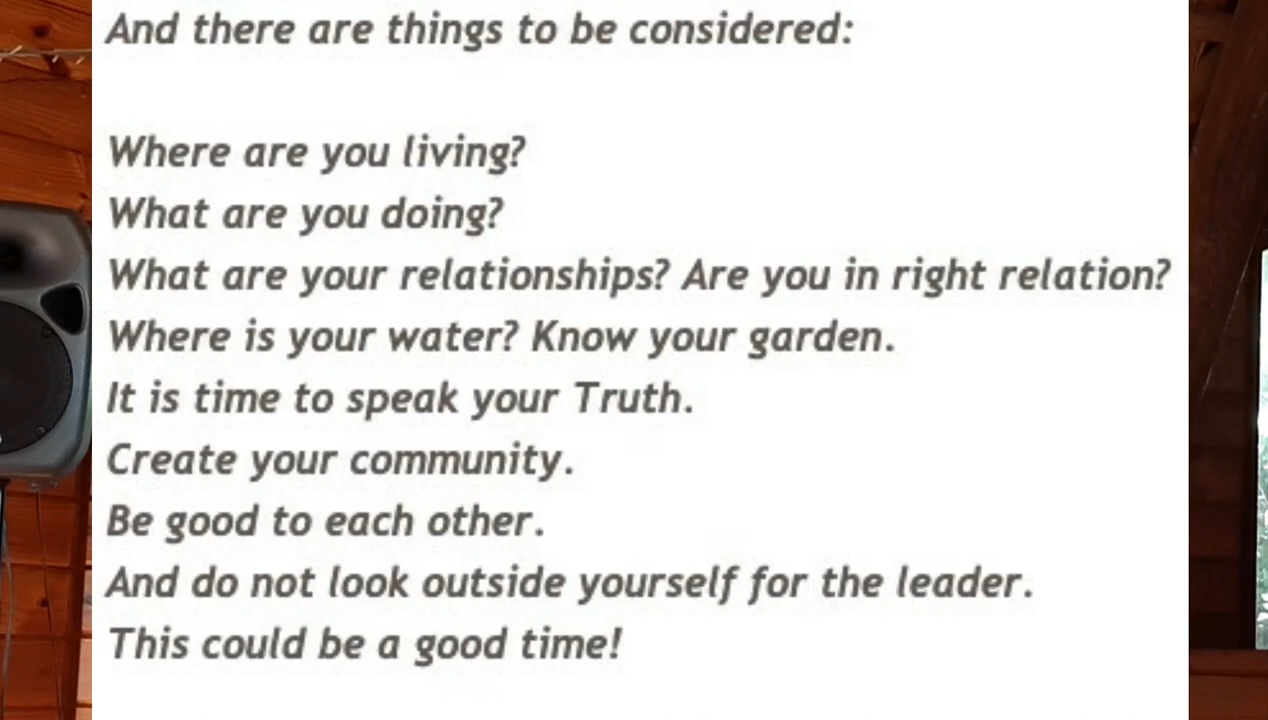 And there are things to be considered:
Where are you living?
What are you doing?
What are your relationships? Are you in right relation?
Where is your water? Know your garden.
It is time to speak your Truth.
Create your community.
Be good to each other.
And do not look outside yourself for the leader.
This could be a good time!